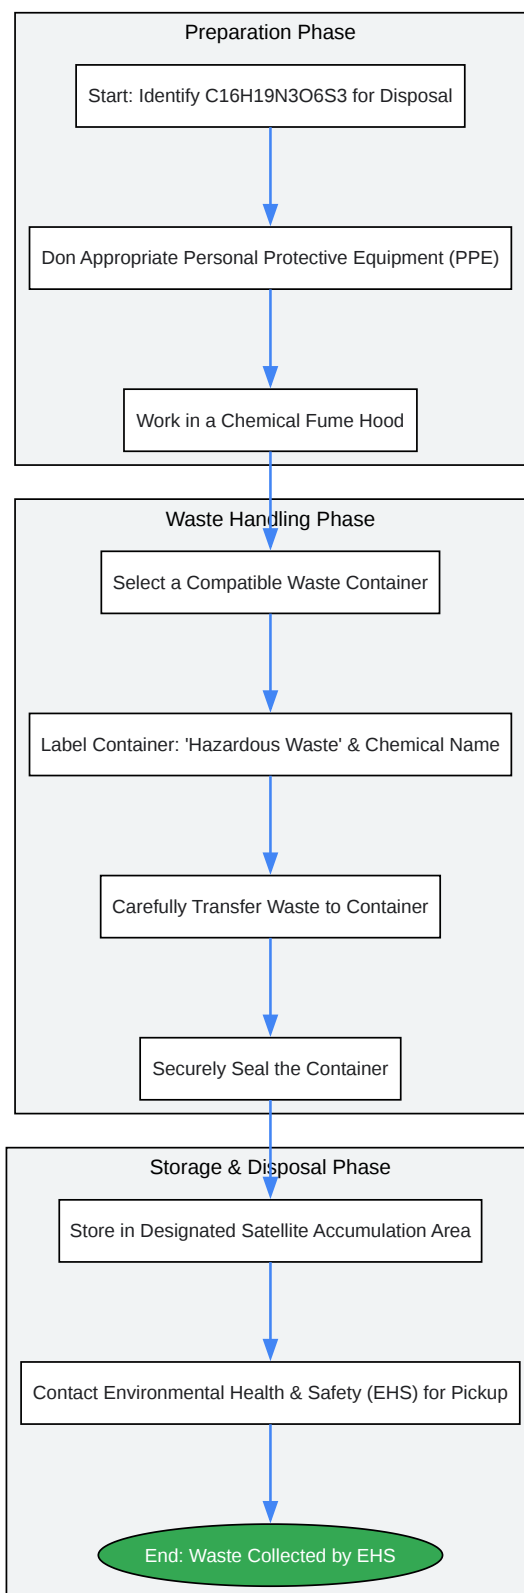 Preparation Phase
Start: Identify C16H19N3O6S3 for Disposal
Don Appropriate Personal Protective Equipment (PPE)
Work in a Chemical Fume Hood
Waste Handling Phase
Select a Compatible Waste Container
Label Container: 'Hazardous Waste' & Chemical Name
Carefully Transfer Waste to Container
Securely Seal the Container
Storage & Disposal Phase
Store in Designated Satellite Accumulation Area
Contact Environmental Health & Safety (EHS) for Pickup
End: Waste Collected by EHS